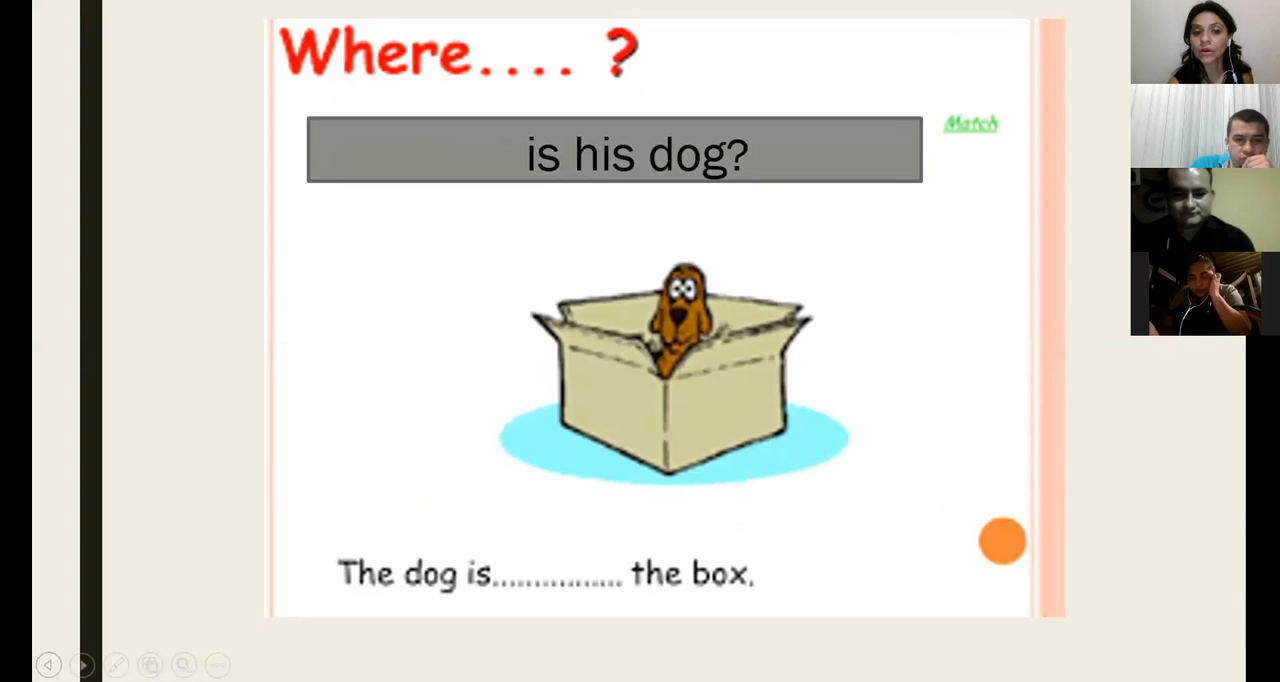 Where.... ?
is his dog?
Match
The dog is............... the box.